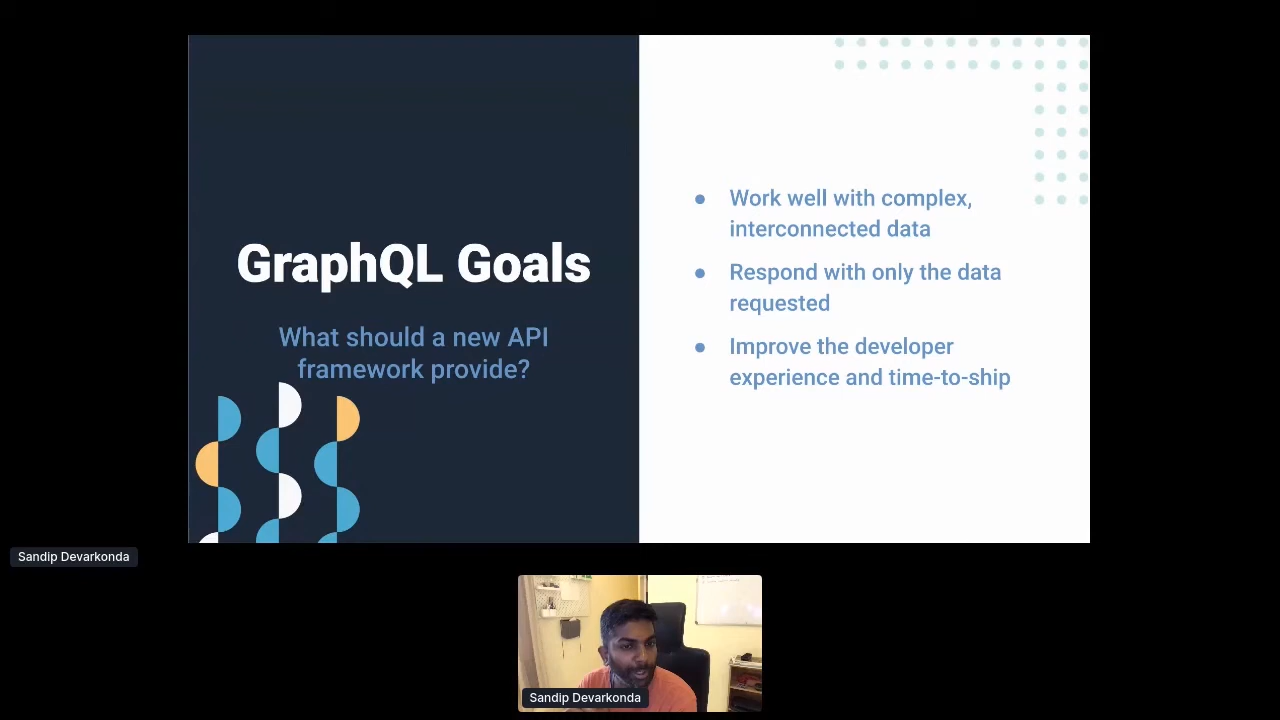 GraphQL Goals
What should a new API
framework provide?
● Work well with complex,
interconnected data
● Respond with only the data
requested
● Improve the developer
experience and time-to-ship
Sandip Devarkonda
Sandip Devarkonda